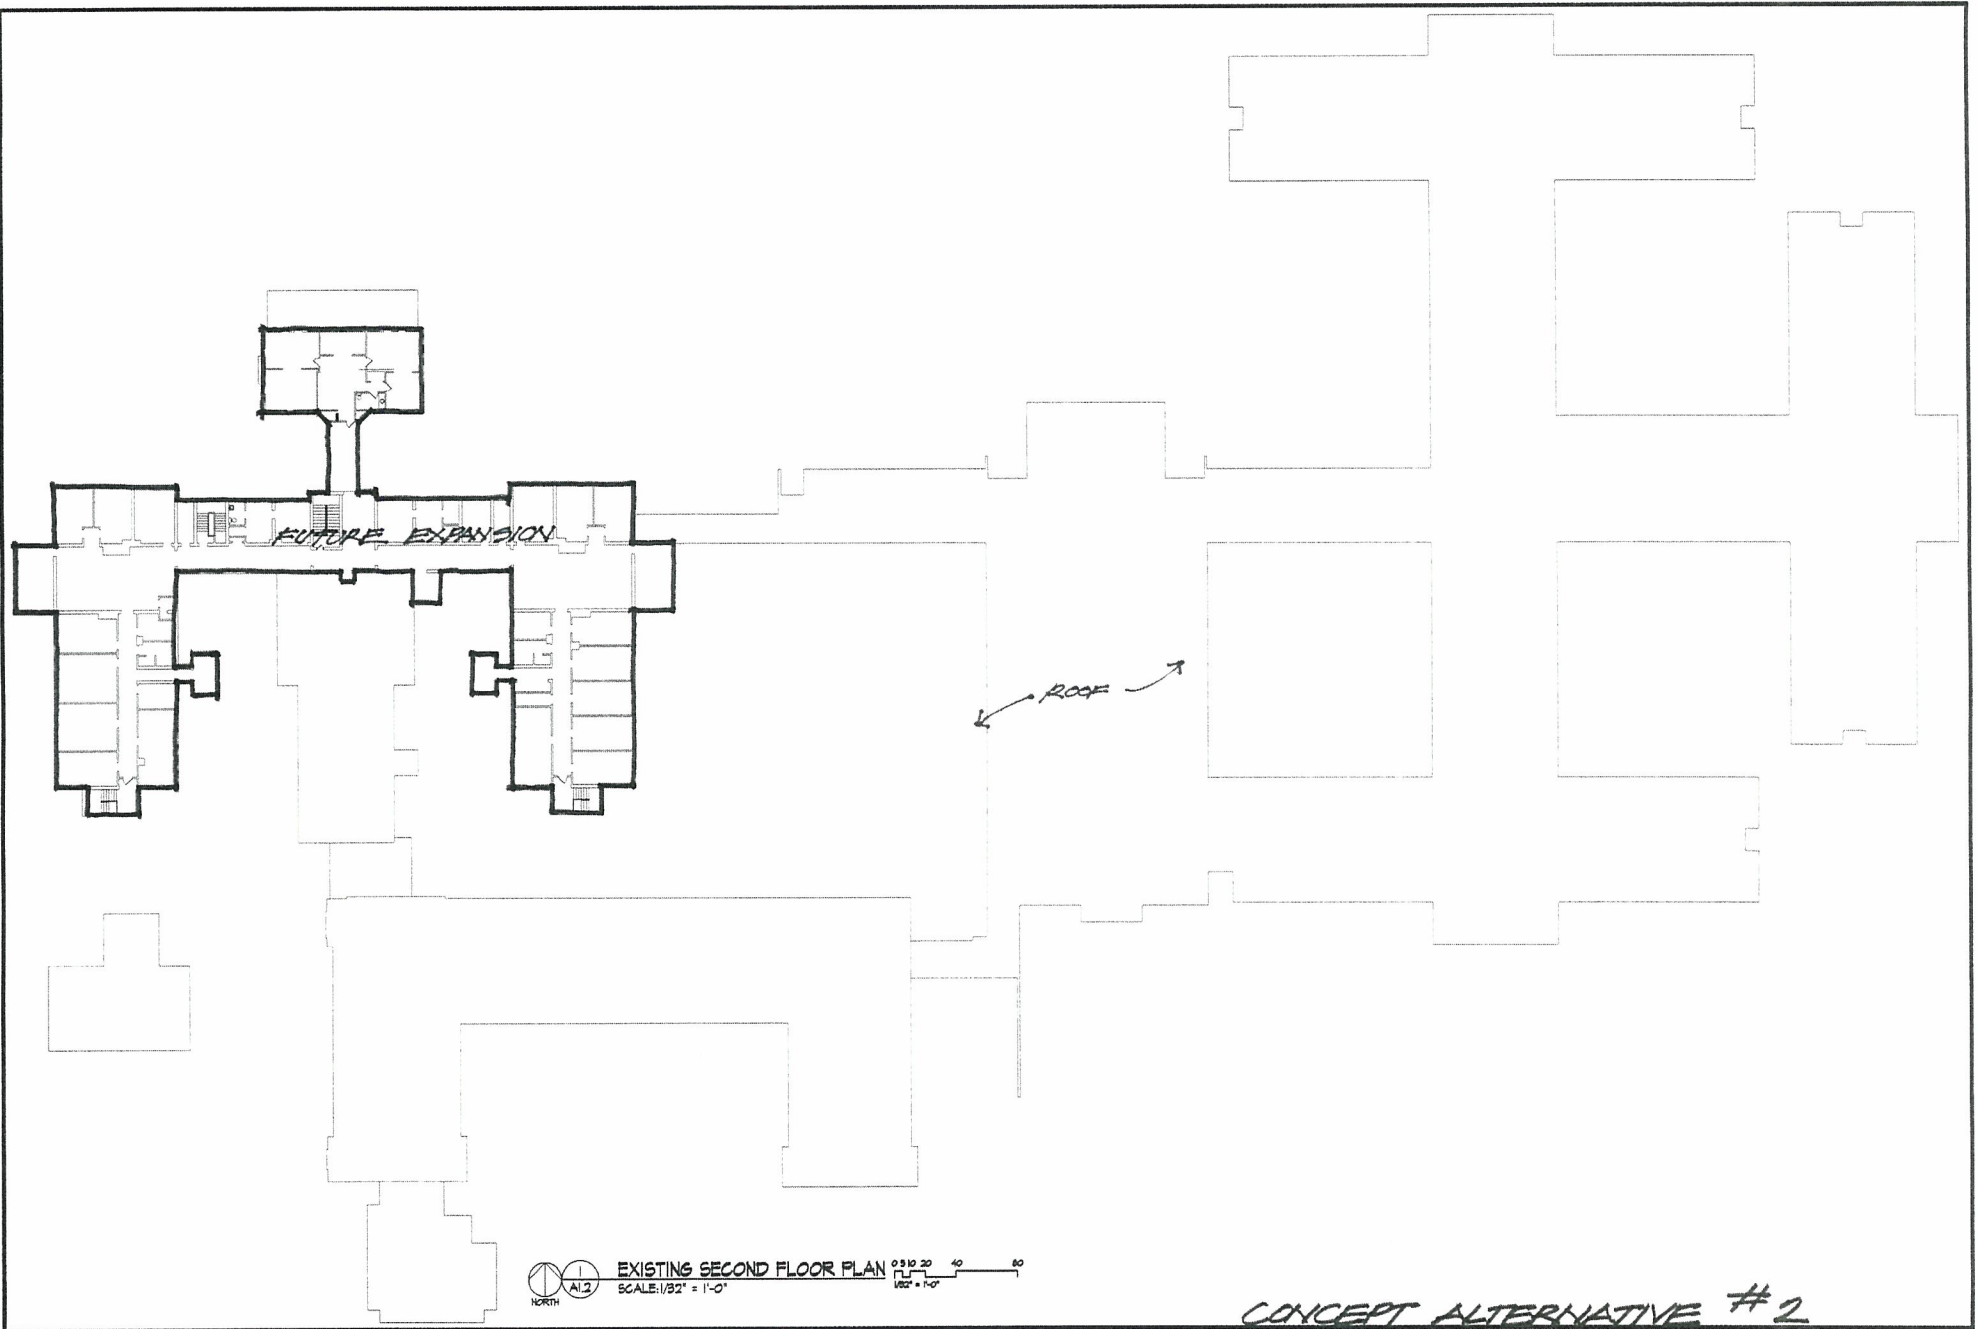 FUTURE EXPANSION
ROOF
1
A1.2
NORTH
EXISTING SECOND FLOOR PLAN
SCALE: 1/32" = 1'-0"
0 5 10 20 40 80
1/32" = 1'-0"
CONCEPT ALTERNATIVE #2